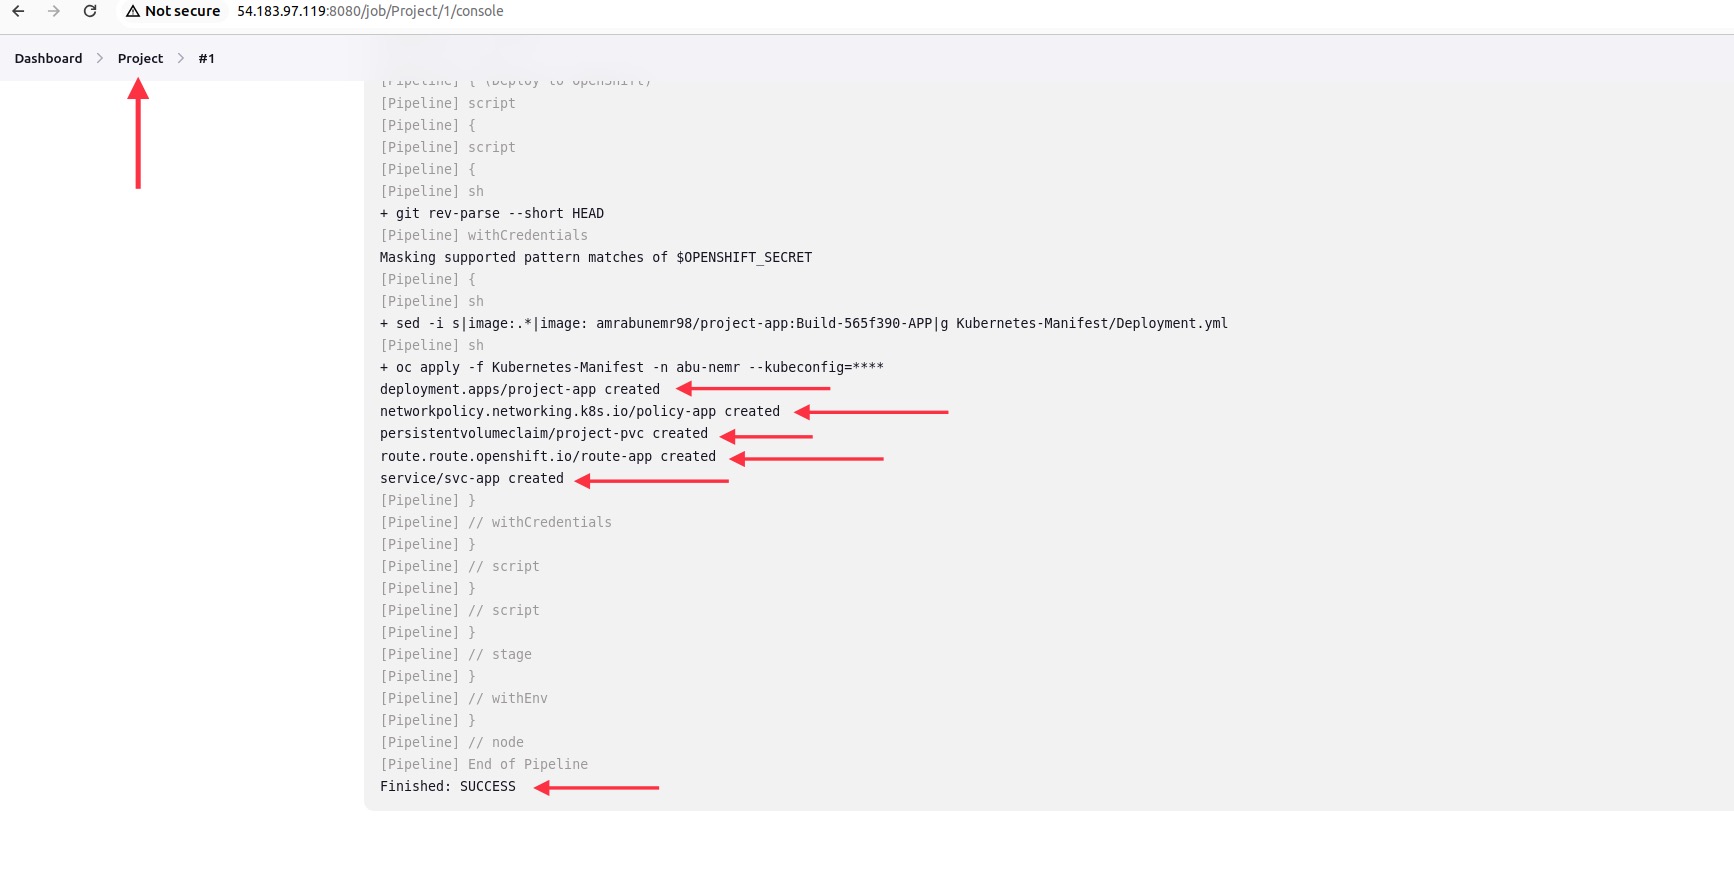 Not secure 54.183.97.119:8080/job/Project/1/console
Dashboard > Project > #1
[Pipeline] { (Deploy to OpenShift)
[Pipeline] script
[Pipeline] {
[Pipeline] script
[Pipeline] {
[Pipeline] sh
+ git rev-parse --short HEAD
[Pipeline] withCredentials
Masking supported pattern matches of $OPENSHIFT_SECRET
[Pipeline] {
[Pipeline] sh
+ sed -i s|image:.*|image: amrabunemr98/project-app:Build-565f390-APP|g Kubernetes-Manifest/Deployment.yml
[Pipeline] sh
+ oc apply -f Kubernetes-Manifest -n abu-nemr --kubeconfig=****
deployment.apps/project-app created
networkpolicy.networking.k8s.io/policy-app created
persistentvolumeclaim/project-pvc created
route.route.openshift.io/route-app created
service/svc-app created
[Pipeline] }
[Pipeline] // withCredentials
[Pipeline] }
[Pipeline] // script
[Pipeline] }
[Pipeline] // script
[Pipeline] }
[Pipeline] // stage
[Pipeline] }
[Pipeline] // withEnv
[Pipeline] }
[Pipeline] // node
[Pipeline] End of Pipeline
Finished: SUCCESS